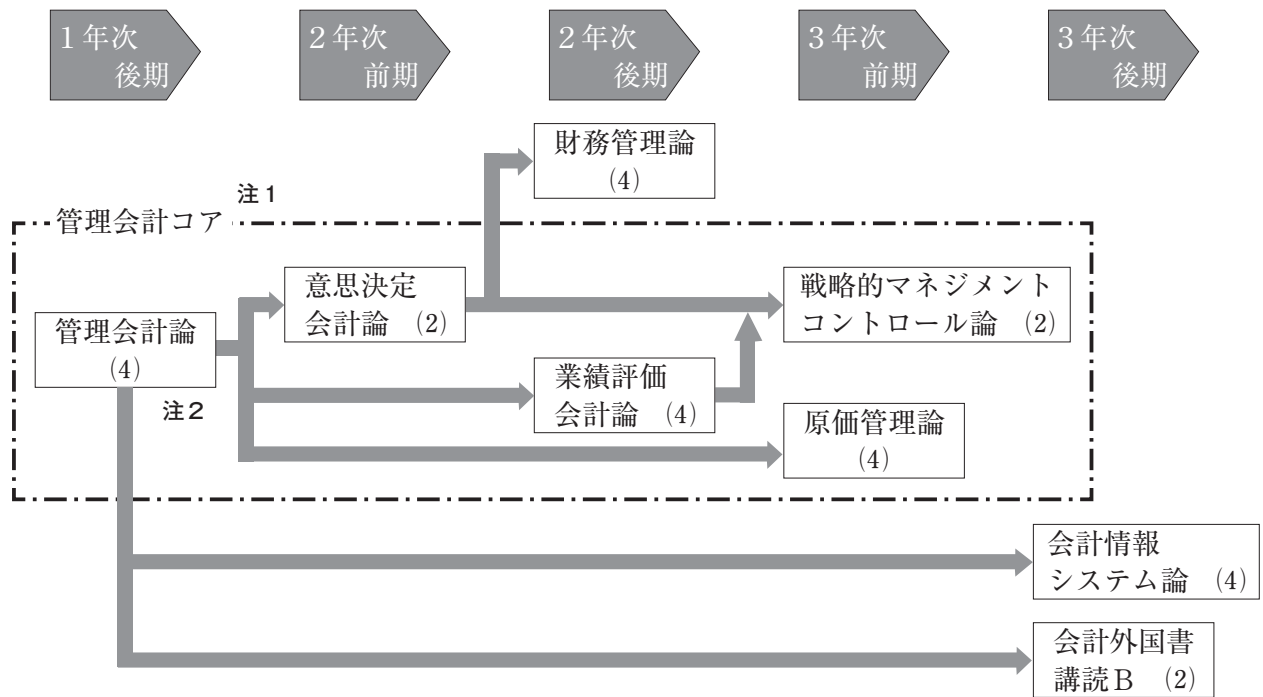 1年次
後期
2年次
前期
2年次
後期
3年次
前期
3年次
後期
財務管理論
(4)
注1
管理会計コア
意思決定
会計論 (2)
戦略的マネジメント
コントロール論 (2)
管理会計論
(4)
注2
業績評価
会計論 (4)
原価管理論
(4)
会計情報
システム論 (4)
会計外国書
講読B (2)